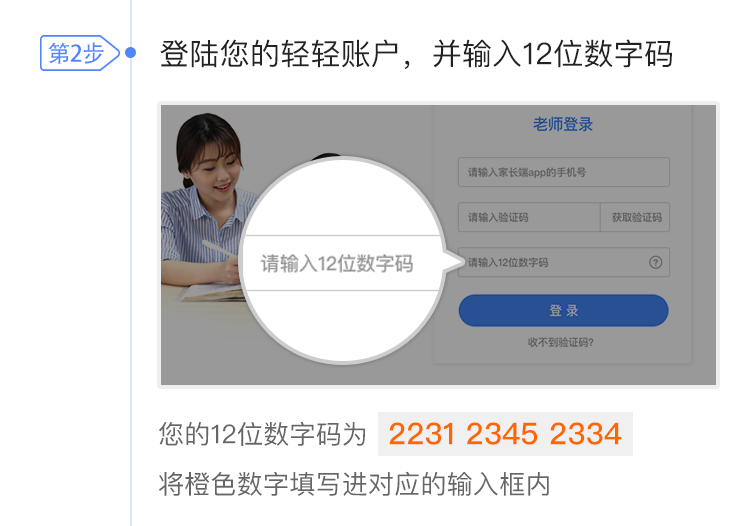 第2步
登陆您的轻轻账户，并输入12位数字码
老师登录
请输入家长端app的手机号
请输入验证码 获取验证码
请输入12位数字码
请输入12位数字码 ?
登 录
收不到验证码?
您的12位数字码为 2231 2345 2334
将橙色数字填写进对应的输入框内